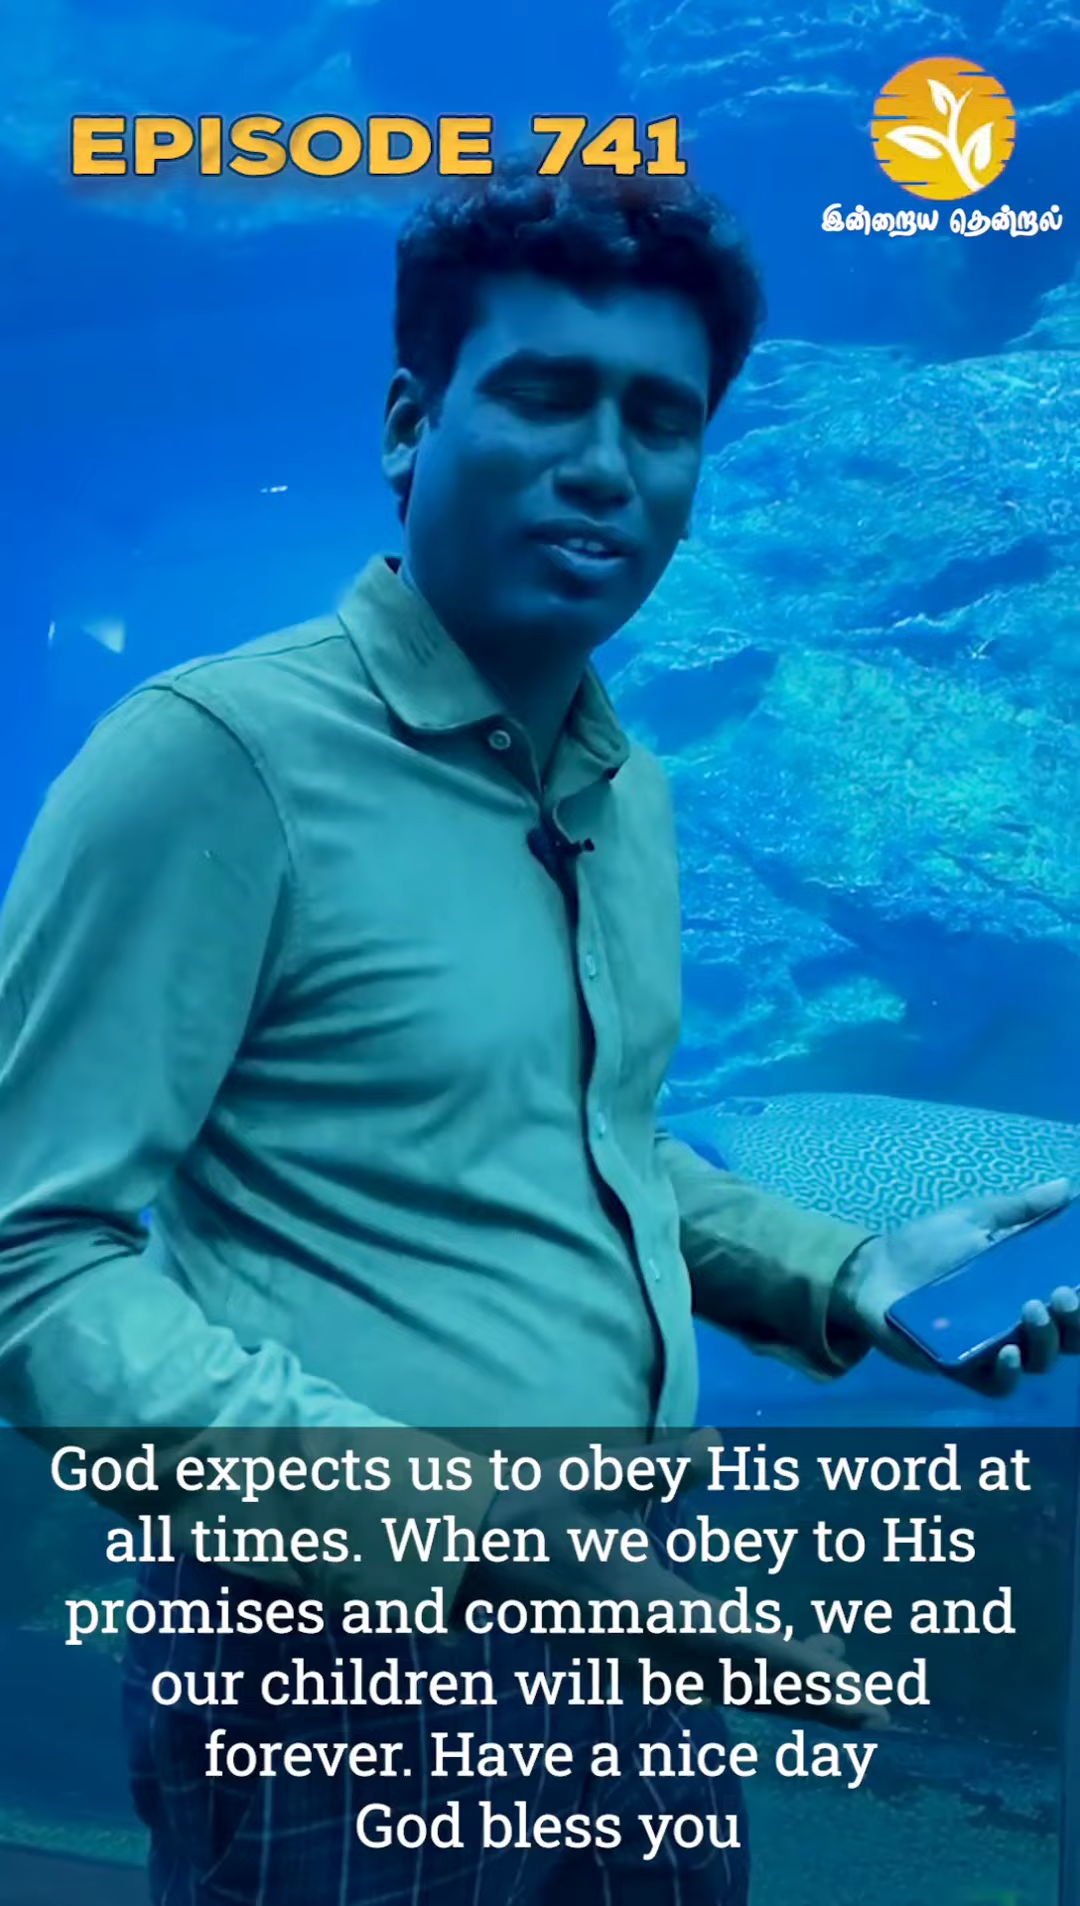 EPISODE 741
இன்றைய தென்றல்
God expects us to obey His word at
all times. When we obey to His
promises and commands, we and
our children will be blessed
forever. Have a nice day
God bless you